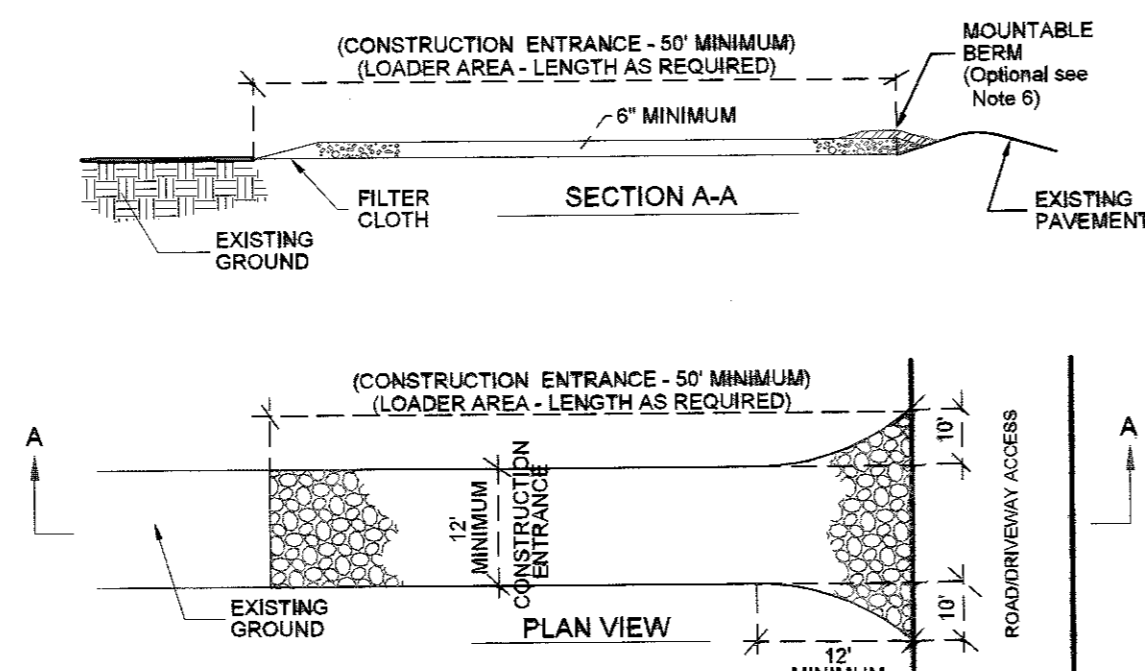 (CONSTRUCTION ENTRANCE - 50' MINIMUM)
(LOADER AREA - LENGTH AS REQUIRED)
MOUNTABLE
BERM
(Optional see
Note 6)
6" MINIMUM
FILTER
CLOTH
SECTION A-A
EXISTING
PAVEMENT
EXISTING
GROUND
(CONSTRUCTION ENTRANCE - 50' MINIMUM)
(LOADER AREA - LENGTH AS REQUIRED)
A
A
10'
12'
MINIMUM
CONSTRUCTION
ENTRANCE
ROAD/DRIVEWAY ACCESS
10'
EXISTING
GROUND
PLAN VIEW
12'
MINIMUM